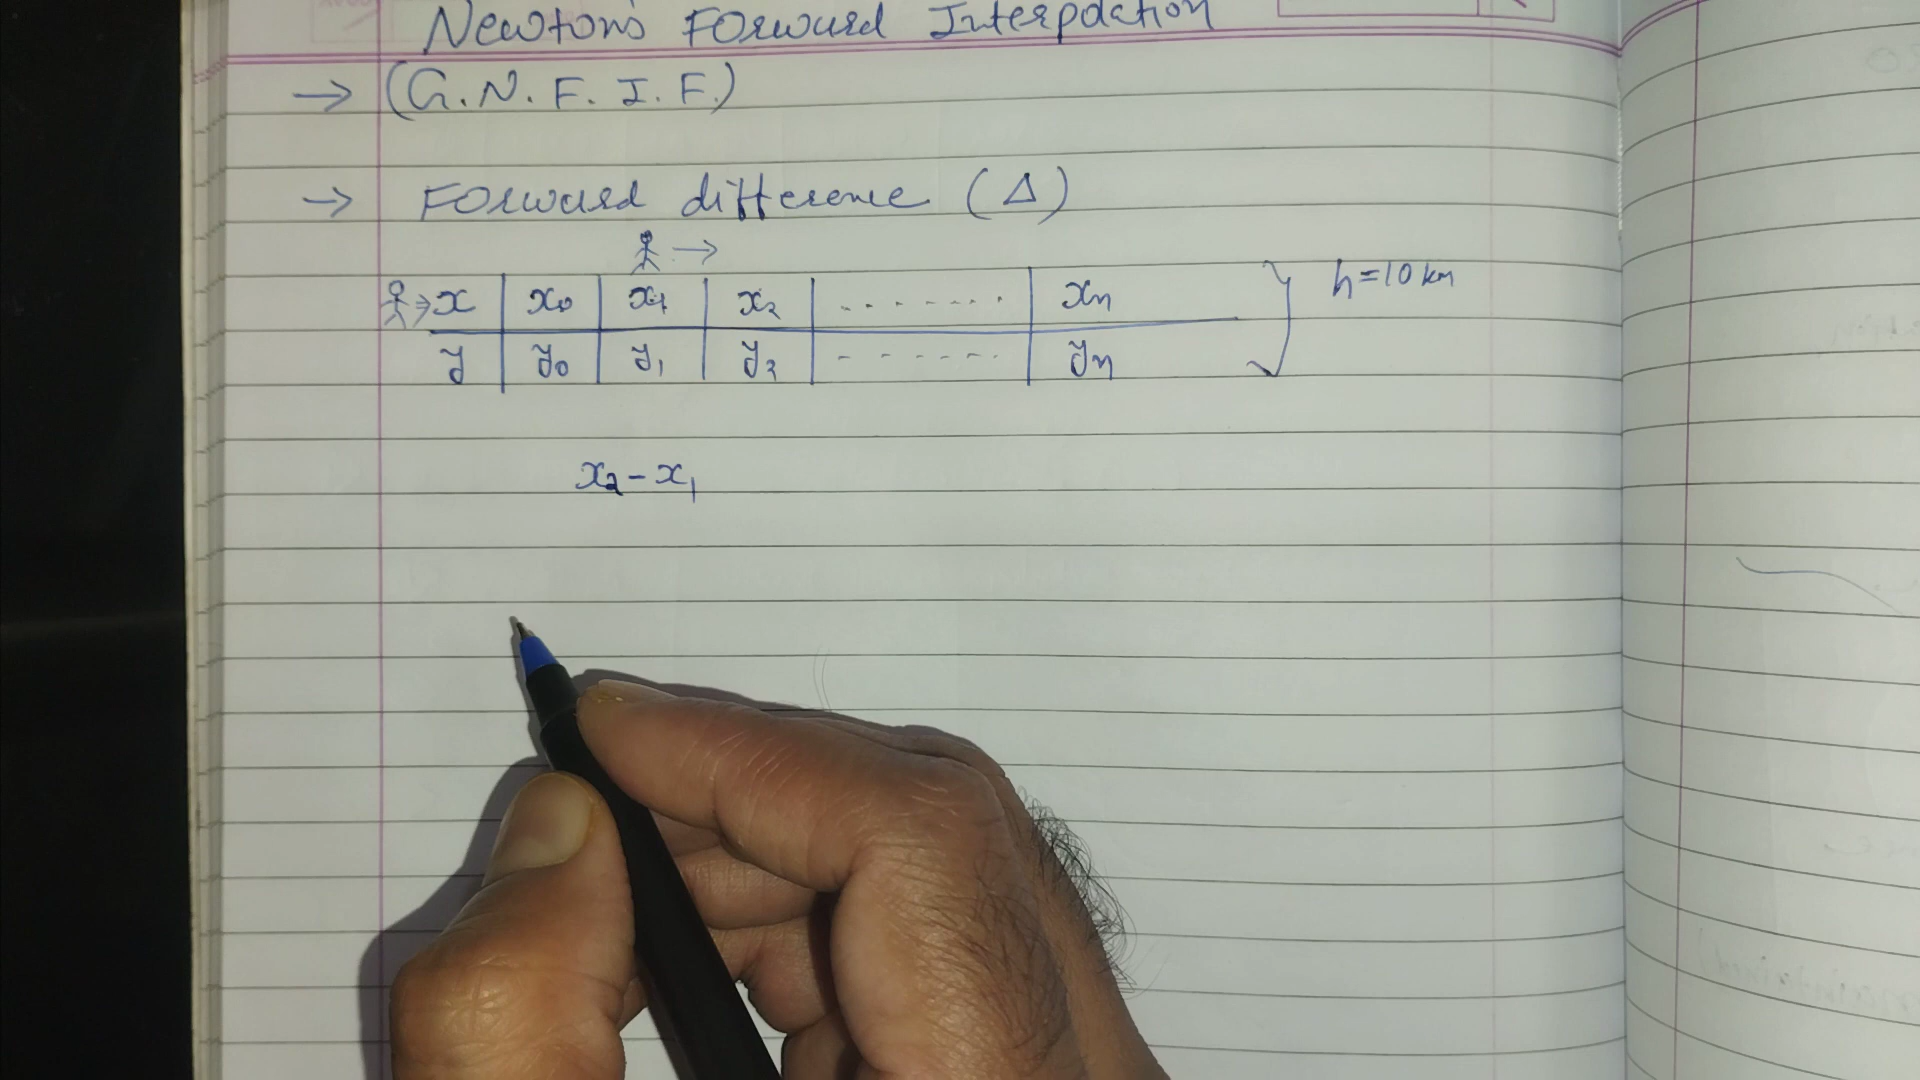 Newton's Forward Interpolation
→ (G.N.F.I.F.)
→ Forward difference (Δ)
→
→ x | x₀ | x₁ | x₂ | ........ | xₙ
h=10 km
y | y₀ | y₁ | y₂ | ........ | yₙ
x₂-x₁